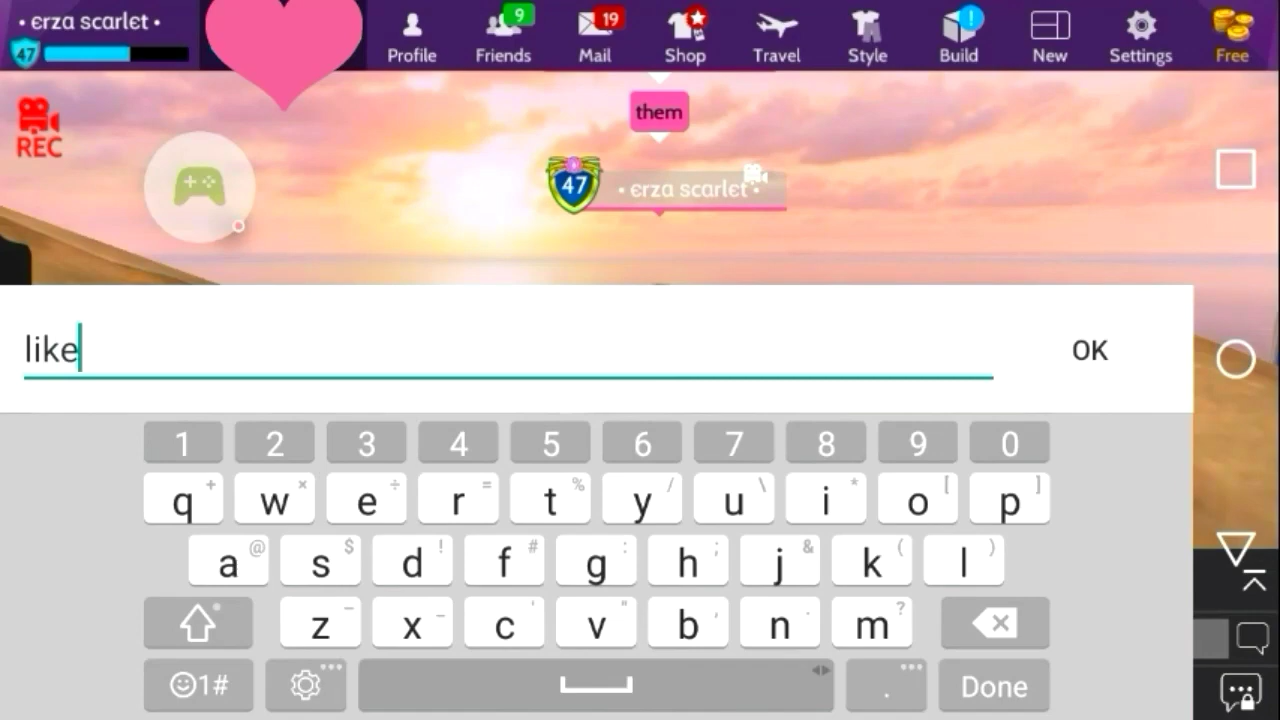 • erza scarlet •
47
9
19
!
Profile
Friends
Mail
Shop
Travel
Style
Build
New
Settings
Free
REC
them
47
• erza scarlet •
like
OK
1 2 3 4 5 6 7 8 9 0
q + w × e ÷ r = t % y / u \ i * o [ p ]
a @ s $ d ! f # g : h ; j & k ( l )
z - x _ c ' v " b , n . m ?
1# . Done